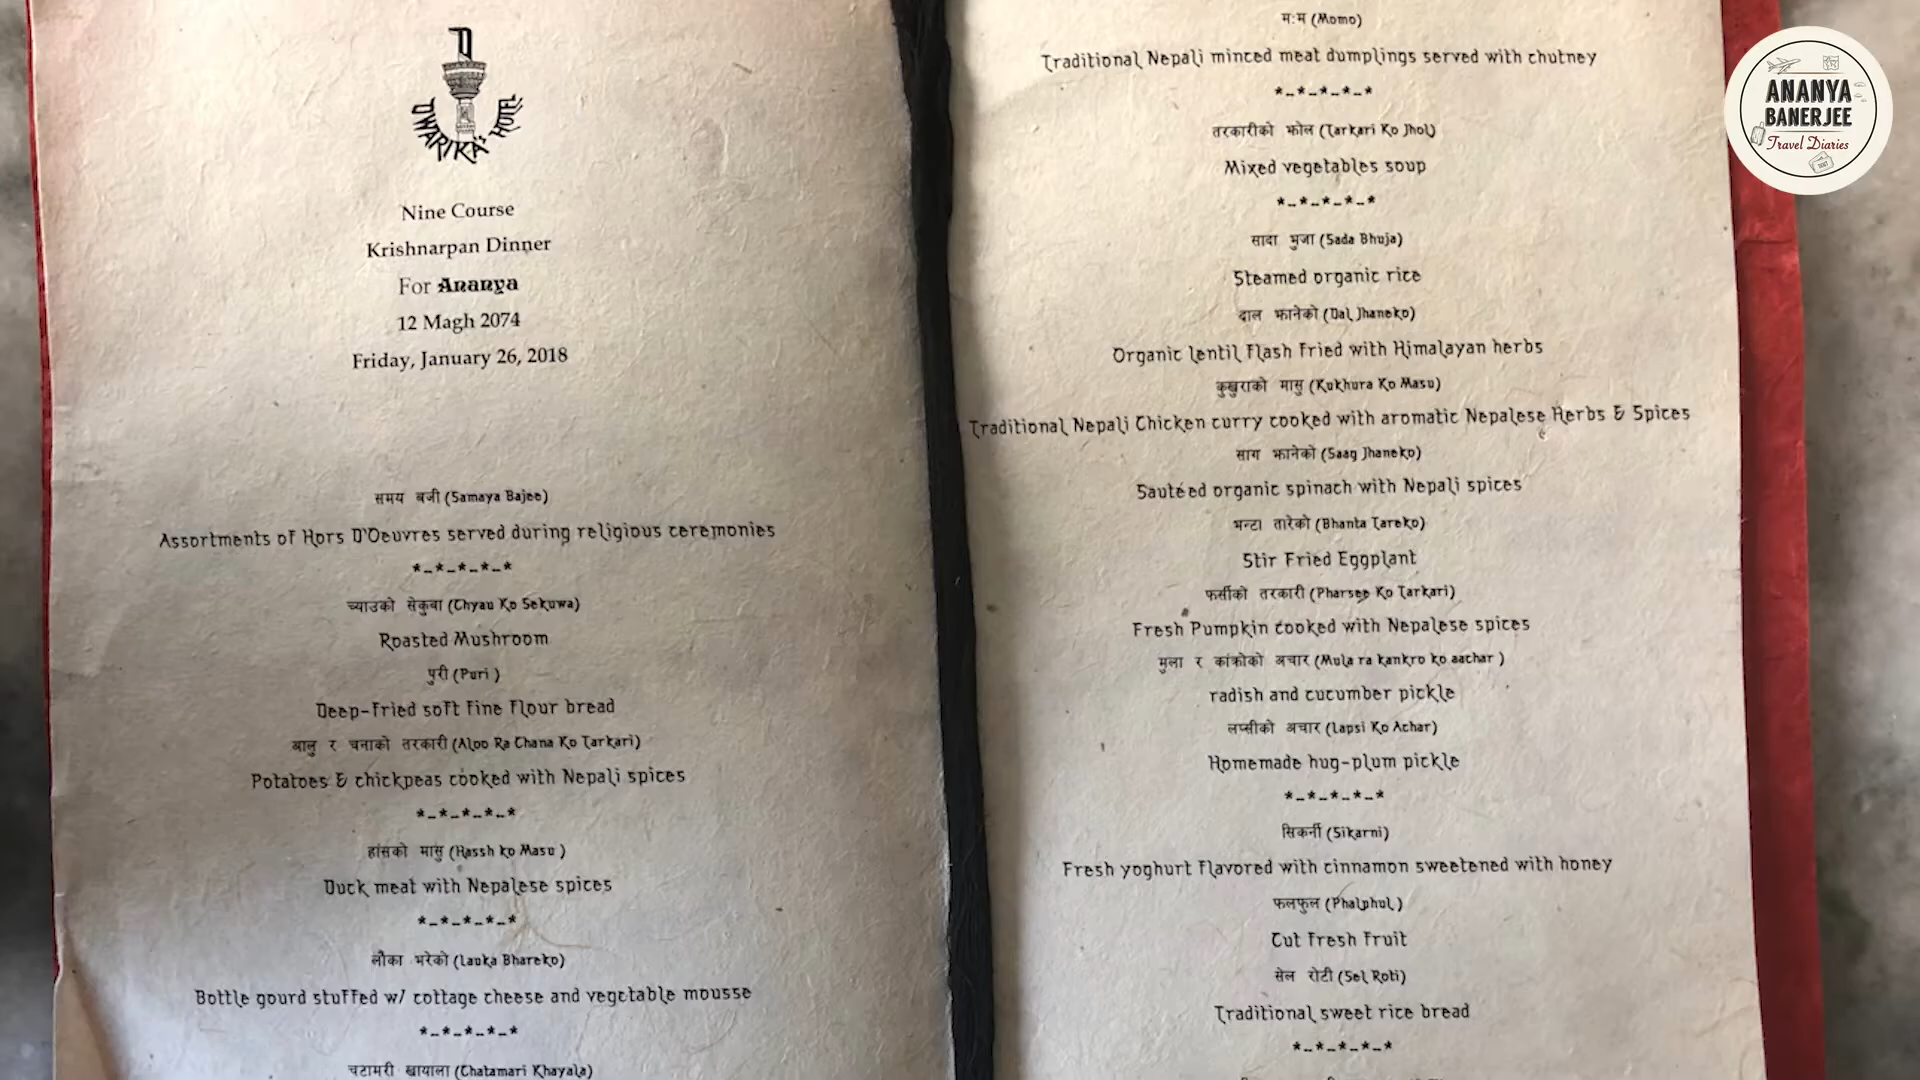 D
DWARIKA'S HOTEL
Nine Course
Krishnarpan Dinner
For Ananya
12 Magh 2074
Friday, January 26, 2018
समय बजी (Samaya Bajee)
Assortments of Hors D'Oeuvres served during religious ceremonies
*_*_*_*_*
च्याउको सेकुवा (Chyau Ko Sekuwa)
Roasted Mushroom
पुरी (Puri )
Deep-fried soft fine flour bread
आलु र चनाको तरकारी (Aloo Ra Chana Ko Tarkari)
Potatoes & chickpeas cooked with Nepali spices
*_*_*_*_*
हांसको मासु (Hassh ko Masu )
Duck meat with Nepalese spices
*_*_*_*_*
लौका भरेको (Lauka Bhareko)
Bottle gourd stuffed w/ cottage cheese and vegetable mousse
*_*_*_*_*
चटामरी खायाला (Chatamari Khayala)
म:म (Momo)
Traditional Nepali minced meat dumplings served with chutney
*_*_*_*_*
तरकारीको झोल (Tarkari Ko Jhol)
Mixed vegetables soup
*_*_*_*_*
सादा भुजा (Sada Bhuja)
Steamed organic rice
दाल झानेको (Dal Jhaneko)
Organic lentil flash fried with Himalayan herbs
कुखुराको मासु (Kukhura Ko Masu)
Traditional Nepali Chicken curry cooked with aromatic Nepalese Herbs & Spices
साग झानेको (Saag Jhaneko)
Sauteéd organic spinach with Nepali spices
भन्टा तारेको (Bhanta Tareko)
Stir Fried Eggplant
फर्सीको तरकारी (Pharsee Ko Tarkari)
Fresh Pumpkin cooked with Nepalese spices
मुला र कांक्रोको अचार (Mula ra kankro ko aachar )
radish and cucumber pickle
लप्सीको अचार (Lapsi Ko Achar)
Homemade hug-plum pickle
*_*_*_*_*
सिकर्नी (Sikarni)
Fresh yoghurt flavored with cinnamon sweetened with honey
फलफुल (Phalphul )
Cut fresh fruit
सेल रोटी (Sel Roti)
Traditional sweet rice bread
*_*_*_*_*
ANANYA
BANERJEE
Travel Diaries